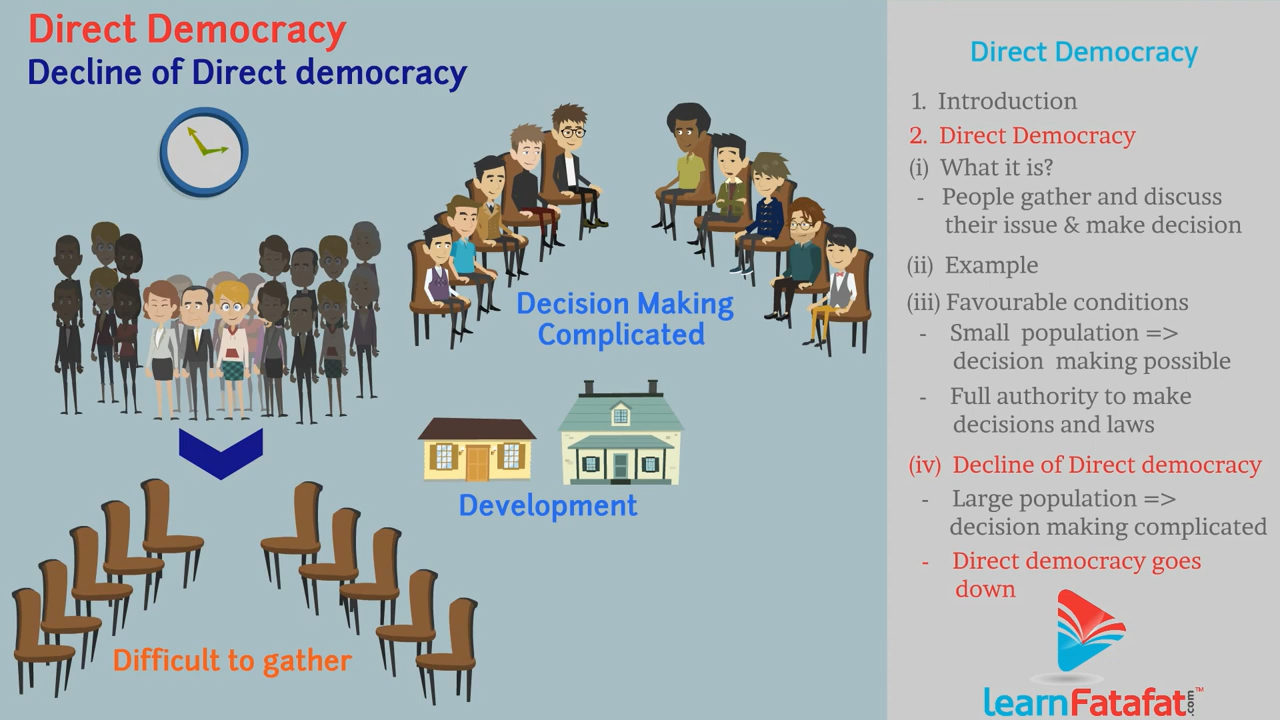 Direct Democracy
Decline of Direct democracy
Decision Making
Complicated
Development
Difficult to gather
Direct Democracy
1. Introduction
2. Direct Democracy
(i) What it is?
- People gather and discuss
their issue & make decision
(ii) Example
(iii) Favourable conditions
- Small population =>
decision making possible
- Full authority to make
decisions and laws
(iv) Decline of Direct democracy
- Large population =>
decision making complicated
- Direct democracy goes
down
learnFatafat.com™